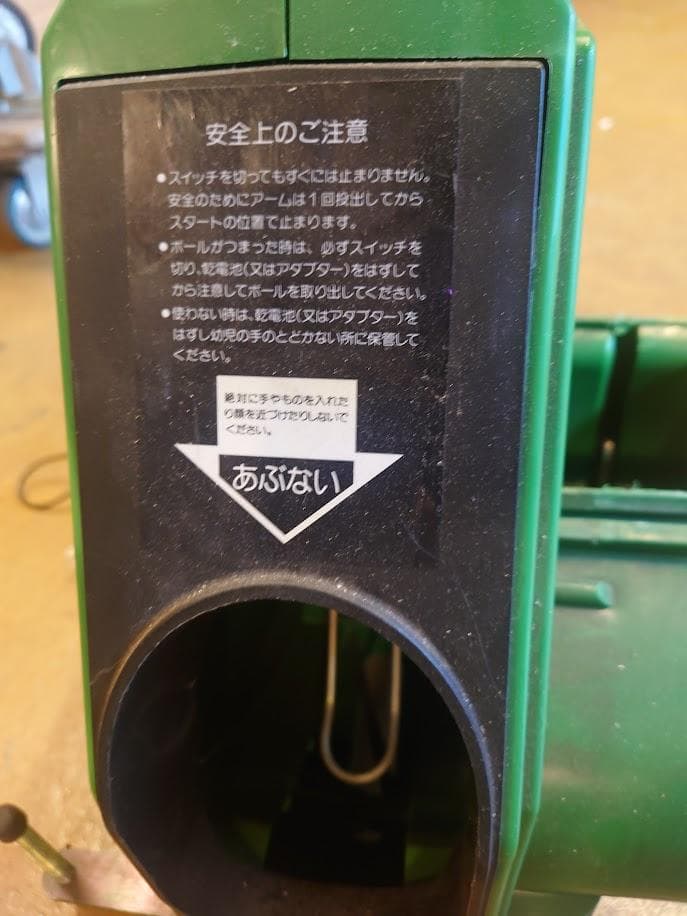 安全上のご注意
●スイッチを切ってもすぐには止まりません。
安全のためにアームは1回投出してから
スタートの位置で止まります。
●ボールがつまった時は、必ずスイッチを
切り、乾電池(又はアダプター)をはずして
から注意してボールを取り出してください。
●使わない時は、乾電池(又はアダプター)を
はずし幼児の手のとどかない所に保管して
ください。
絶対に手やものを入れた
り顔を近づけたりしないで
ください。
あぶない